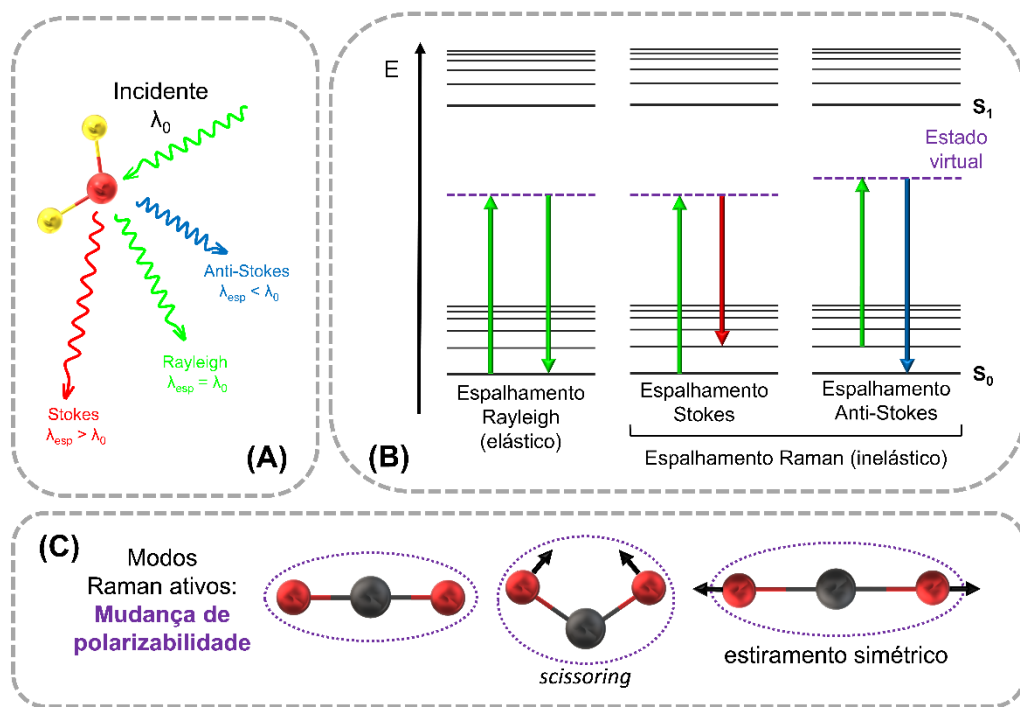 (A)
Incidente
λ₀
Anti-Stokes
λesp < λ₀
Rayleigh
λesp = λ₀
Stokes
λesp > λ₀
(B)
E
S₁
Estado
virtual
S₀
Espalhamento
Rayleigh
(elástico)
Espalhamento
Stokes
Espalhamento
Anti-Stokes
Espalhamento Raman (inelástico)
(C)
Modos
Raman ativos:
Mudança de
polarizabilidade
scissoring
estiramento simétrico